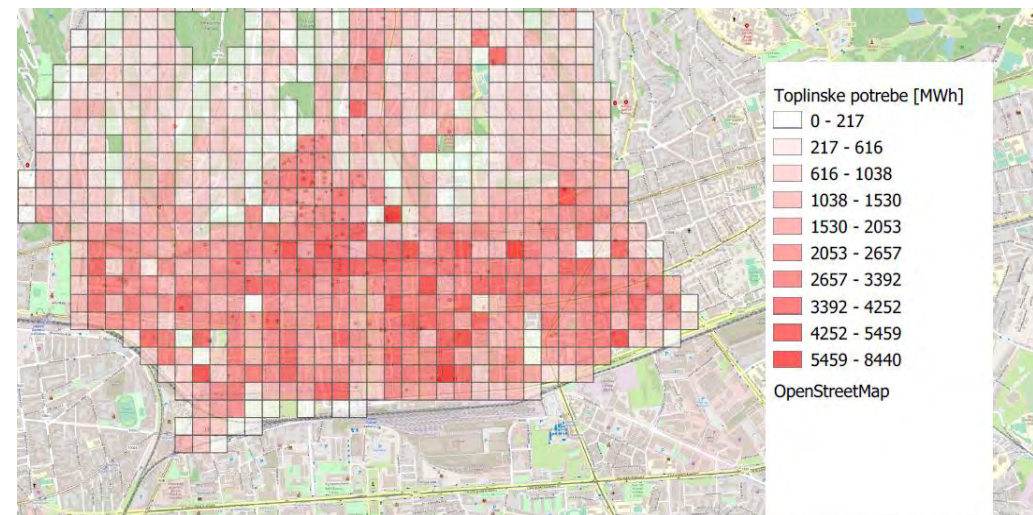 Toplinske potrebe [MWh]
0 - 217
217 - 616
616 - 1038
1038 - 1530
1530 - 2053
2053 - 2657
2657 - 3392
3392 - 4252
4252 - 5459
5459 - 8440
OpenStreetMap